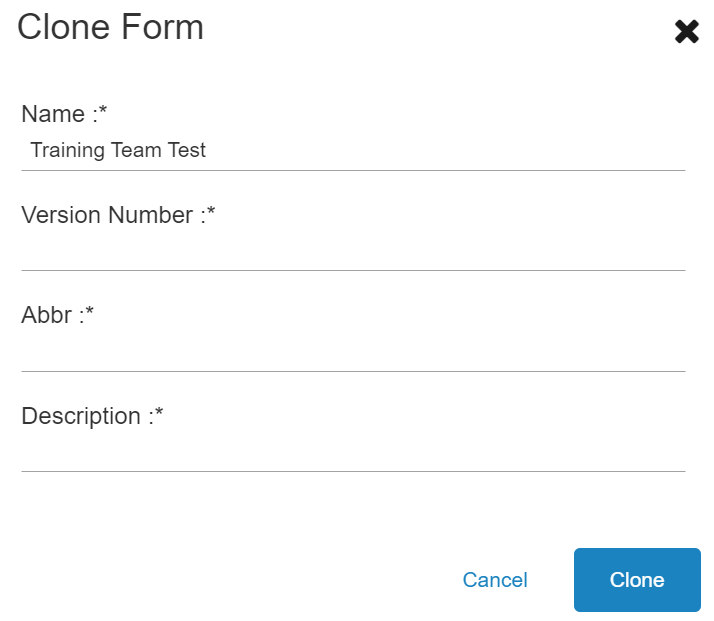 Clone Form
Name :*
Training Team Test
Version Number :*
Abbr :*
Description :*
Cancel Clone